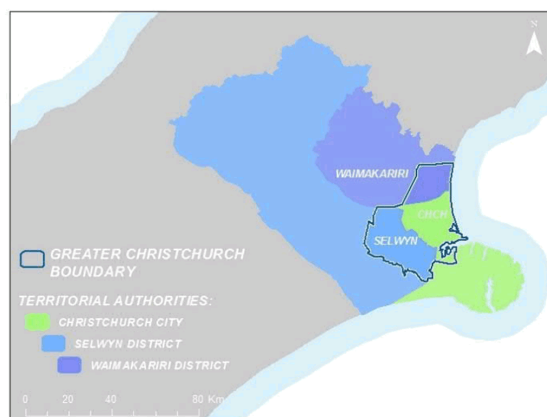 N
WAIMAKARIRI
CHCH
SELWYN
GREATER CHRISTCHURCH
BOUNDARY
TERRITORIAL AUTHORITIES:
CHRISTCHURCH CITY
SELWYN DISTRICT
WAIMAKARIRI DISTRICT
0 20 40 80 Km